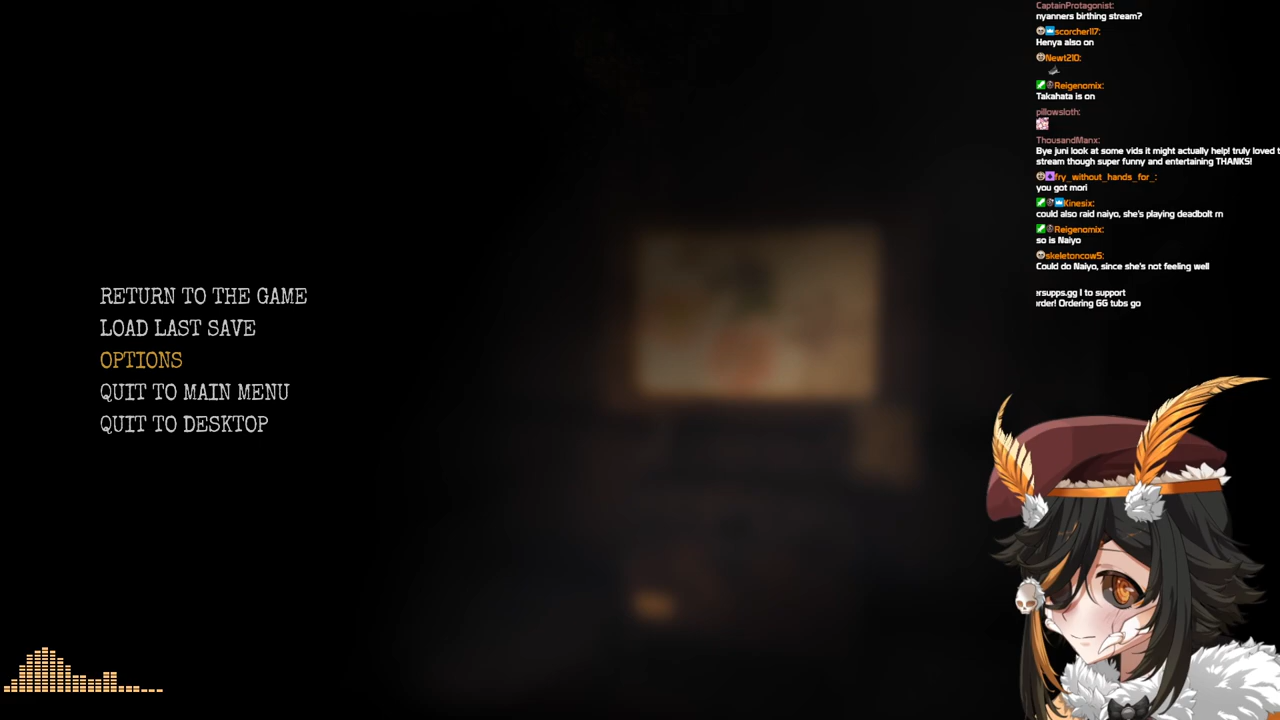 RETURN TO THE GAME
LOAD LAST SAVE
OPTIONS
QUIT TO MAIN MENU
QUIT TO DESKTOP
CaptainProtagonist:
nyanners birthing stream?
scorcher117:
Henya also on
Newt210:
Reigenomix:
Takahata is on
pillowsloth:
ThousandManx:
Bye juni look at some vids it might actually help! truly loved t
stream though super funny and entertaining THANKS!
fry_without_hands_for_:
you got mori
Kinesix:
could also raid naiyo, she's playing deadbolt rn
Reigenomix:
so is Naiyo
skeletoncow5:
Could do Naiyo, since she's not feeling well
ersupps.gg I to support
rder! Ordering GG tubs go